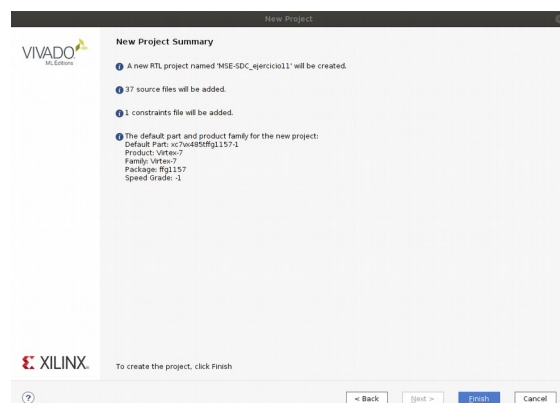 New Project
VIVADO
ML Editions
New Project Summary
A new RTL project named 'MSE-SDC_ejercicio11' will be created.
37 source files will be added.
1 constraints file will be added.
The default part and product family for the new project:
Default Part: xc7vx485tffg1157-1
Product: Virtex-7
Family: Virtex-7
Package: ffg1157
Speed Grade: -1
XILINX
To create the project, click Finish
?
< Back
Next >
Finish
Cancel